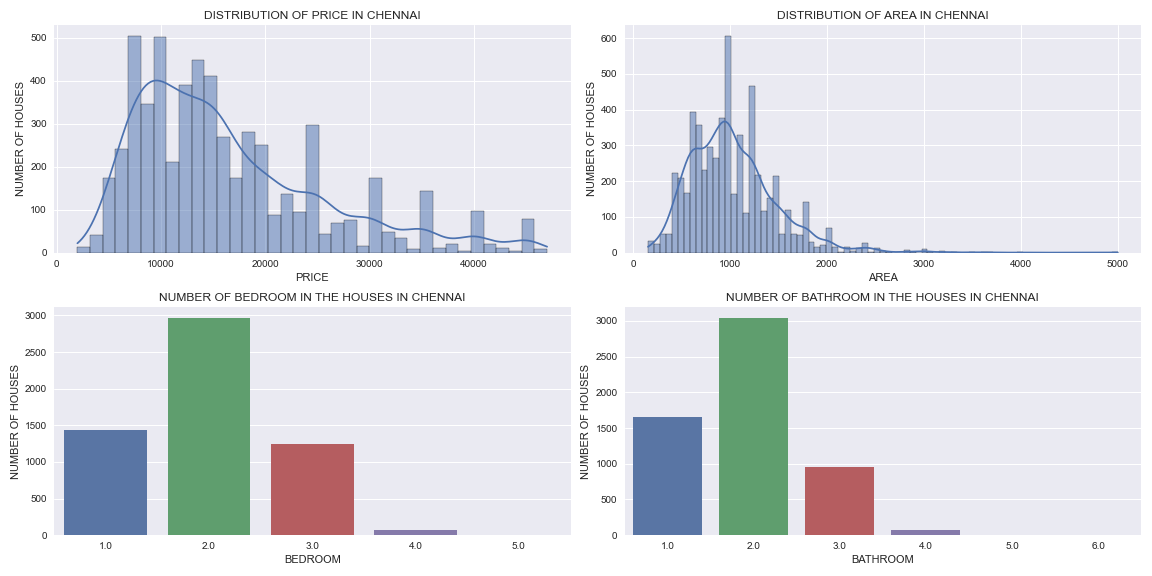 DISTRIBUTION OF PRICE IN CHENNAI
NUMBER OF HOUSES
500
400
300
200
100
0
0 10000 20000 30000 40000
PRICE
DISTRIBUTION OF AREA IN CHENNAI
NUMBER OF HOUSES
600
500
400
300
200
100
0
0 1000 2000 3000 4000 5000
AREA
NUMBER OF BEDROOM IN THE HOUSES IN CHENNAI
NUMBER OF HOUSES
3000
2500
2000
1500
1000
500
0
1.0 2.0 3.0 4.0 5.0
BEDROOM
NUMBER OF BATHROOM IN THE HOUSES IN CHENNAI
NUMBER OF HOUSES
3000
2500
2000
1500
1000
500
0
1.0 2.0 3.0 4.0 5.0 6.0
BATHROOM